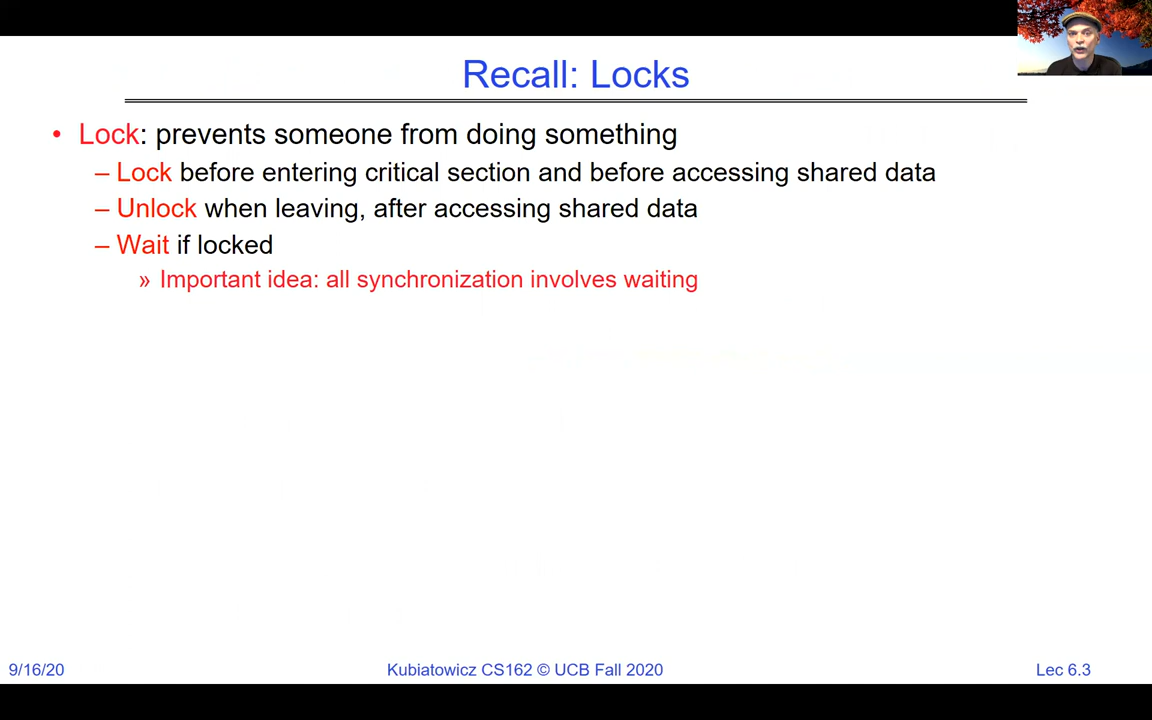 Recall: Locks
• Lock: prevents someone from doing something
– Lock before entering critical section and before accessing shared data
– Unlock when leaving, after accessing shared data
– Wait if locked
» Important idea: all synchronization involves waiting
9/16/20
Kubiatowicz CS162 © UCB Fall 2020
Lec 6.3